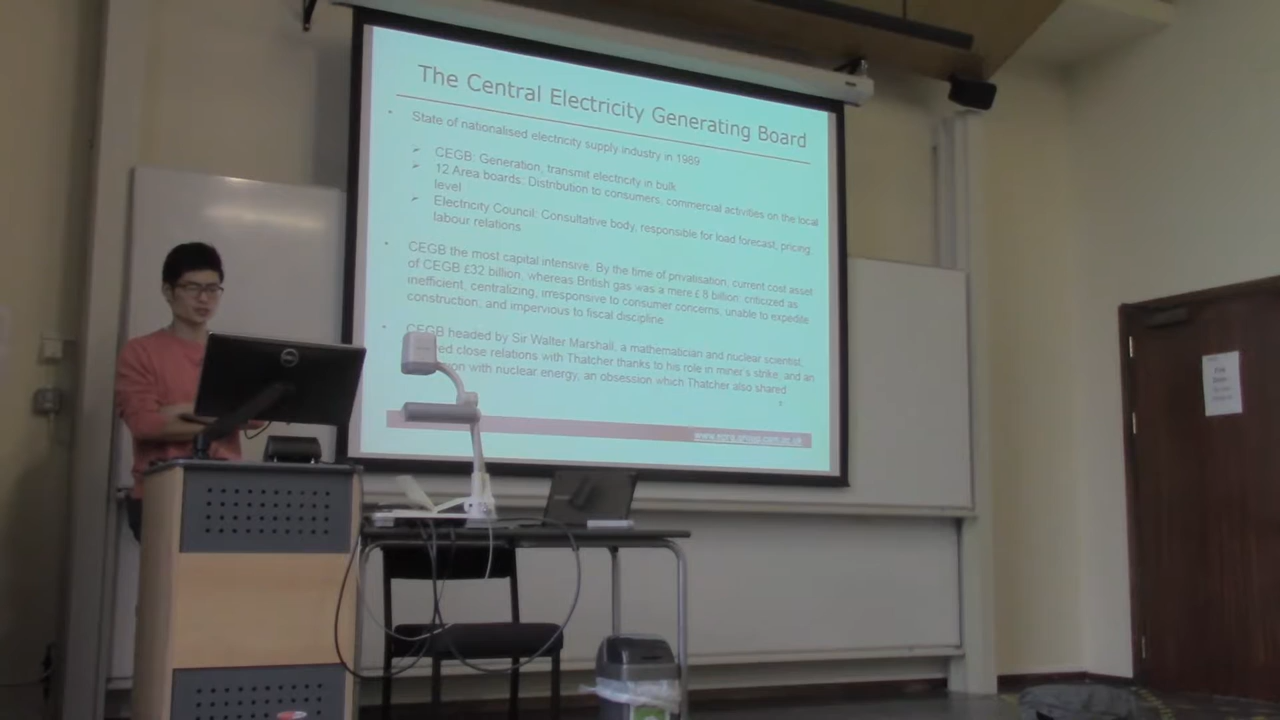 The Central Electricity Generating Board
State of nationalised electricity supply industry in 1989
CEGB: Generation, transmit electricity in bulk
12 Area boards: Distribution to consumers, commercial activities on the local
level
Electricity Council: Consultative body, responsible for load forecast, pricing,
labour relations
CEGB the most capital intensive. By the time of privatisation, current cost asset
of CEGB £32 billion, whereas British gas was a mere £ 8 billion: criticized as
inefficient, centralizing, irresponsive to consumer concerns, unable to expedite
construction, and impervious to fiscal discipline
CEGB headed by Sir Walter Marshall, a mathematician and nuclear scientist,
close relations with Thatcher thanks to his role in miner's strike, and an
with nuclear energy, an obsession which Thatcher also shared
DELL